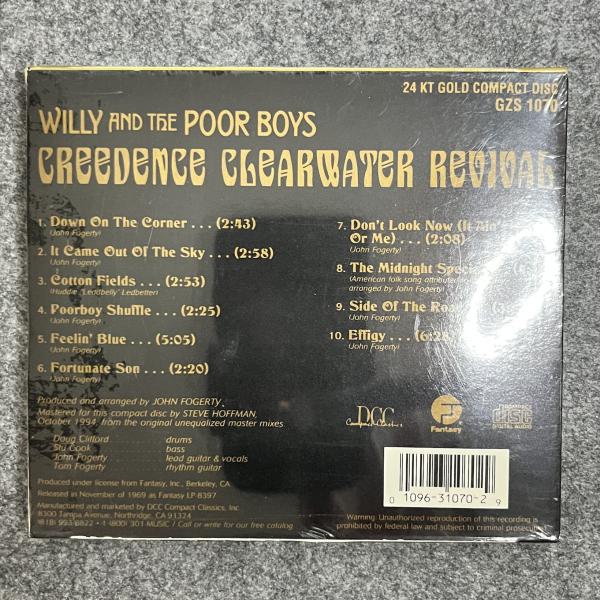 24 KT GOLD COMPACT DISC
GZS 1070
WILLY AND THE POOR BOYS
CREEDENCE CLEARWATER REVIVAL
1. Down On The Corner . . . (2:43)
(John Fogerty)
2. It Came Out Of The Sky . . . (2:58)
(John Fogerty)
3. Cotton Fields . . . (2:53)
(Huddie "Leadbelly" Ledbetter)
4. Poorboy Shuffle . . . (2:25)
(John Fogerty)
5. Feelin' Blue . . . (5:05)
(John Fogerty)
6. Fortunate Son . . . (2:20)
(John Fogerty)
7. Don't Look Now (It
Or Me) . . . (2:08)
(John Fogerty)
8. The Midnight Special
(American folk song attributed
arranged by John Fogerty)
9. Side Of The Road
(John Fogerty)
10. Effigy . . .
(John Fogerty)
Produced and arranged by JOHN FOGERTY
Mastered for this compact disc by STEVE HOFFMAN,
October 1994, from the original unequalized master mixes
Doug Clifford drums
Stu Cook bass
John Fogerty lead guitar & vocals
Tom Fogerty rhythm guitar
Produced under license from Fantasy, Inc., Berkeley, CA
Released in November of 1969 as Fantasy LP-8397
Manufactured and marketed by DCC Compact Classics, Inc
8300 Tampa Avenue, Northridge, CA 91324
(818) 993-8822 • 1-(800) 301 MUSIC / Call or write for our free catalog
DCC
Compact Classics
Fantasy
COMPACT
disc
DIGITAL AUDIO
0 1096-31070-2 9
Warning: Unauthorized reproduction of this recording is
prohibited by federal law and subject to criminal prosecution.